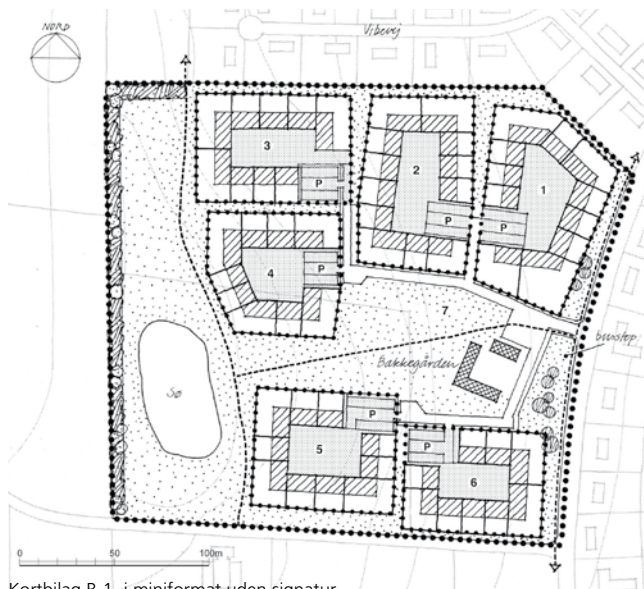 NORD
Vibevej
3
2
1
P
P
P
4
P
7
busstop
Bakkegården
Sø
P
P
5
6
0 50 100m
Kortbilag B 1 i miniformat uden signatur